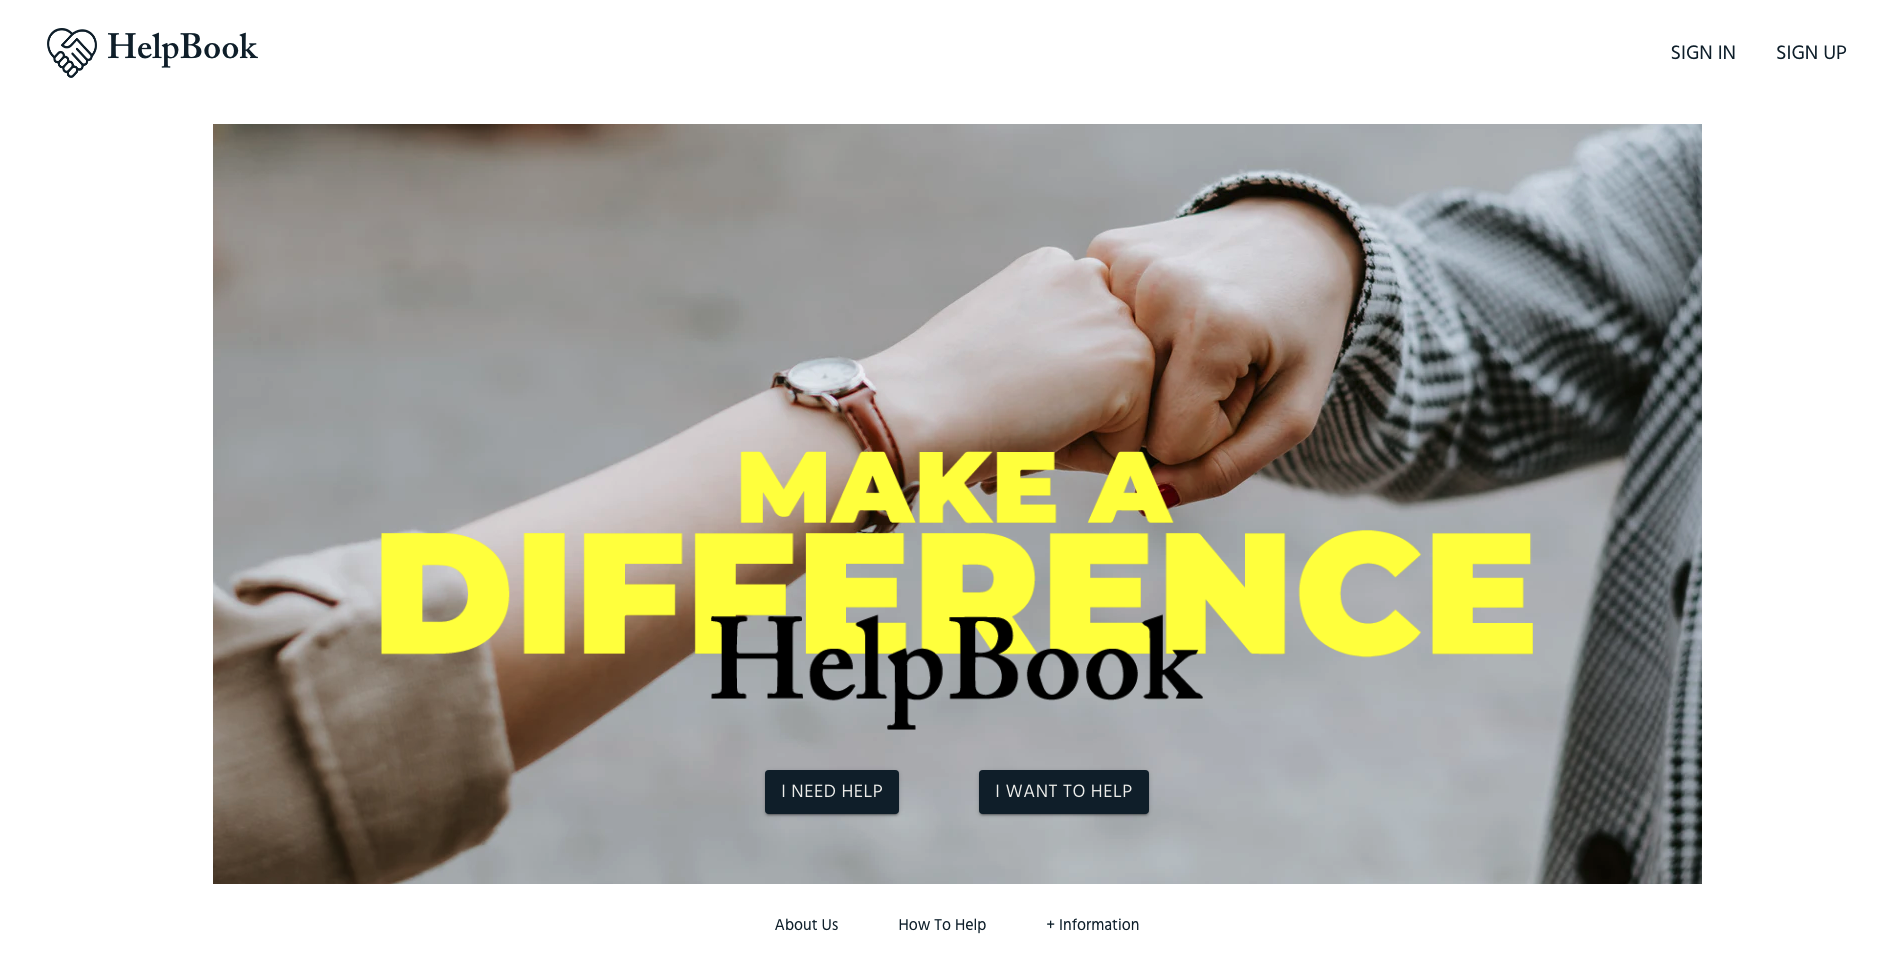 HelpBook
SIGN IN
SIGN UP
MAKE A
DIFFERENCE
HelpBook
I NEED HELP
I WANT TO HELP
About Us
How To Help
+ Information